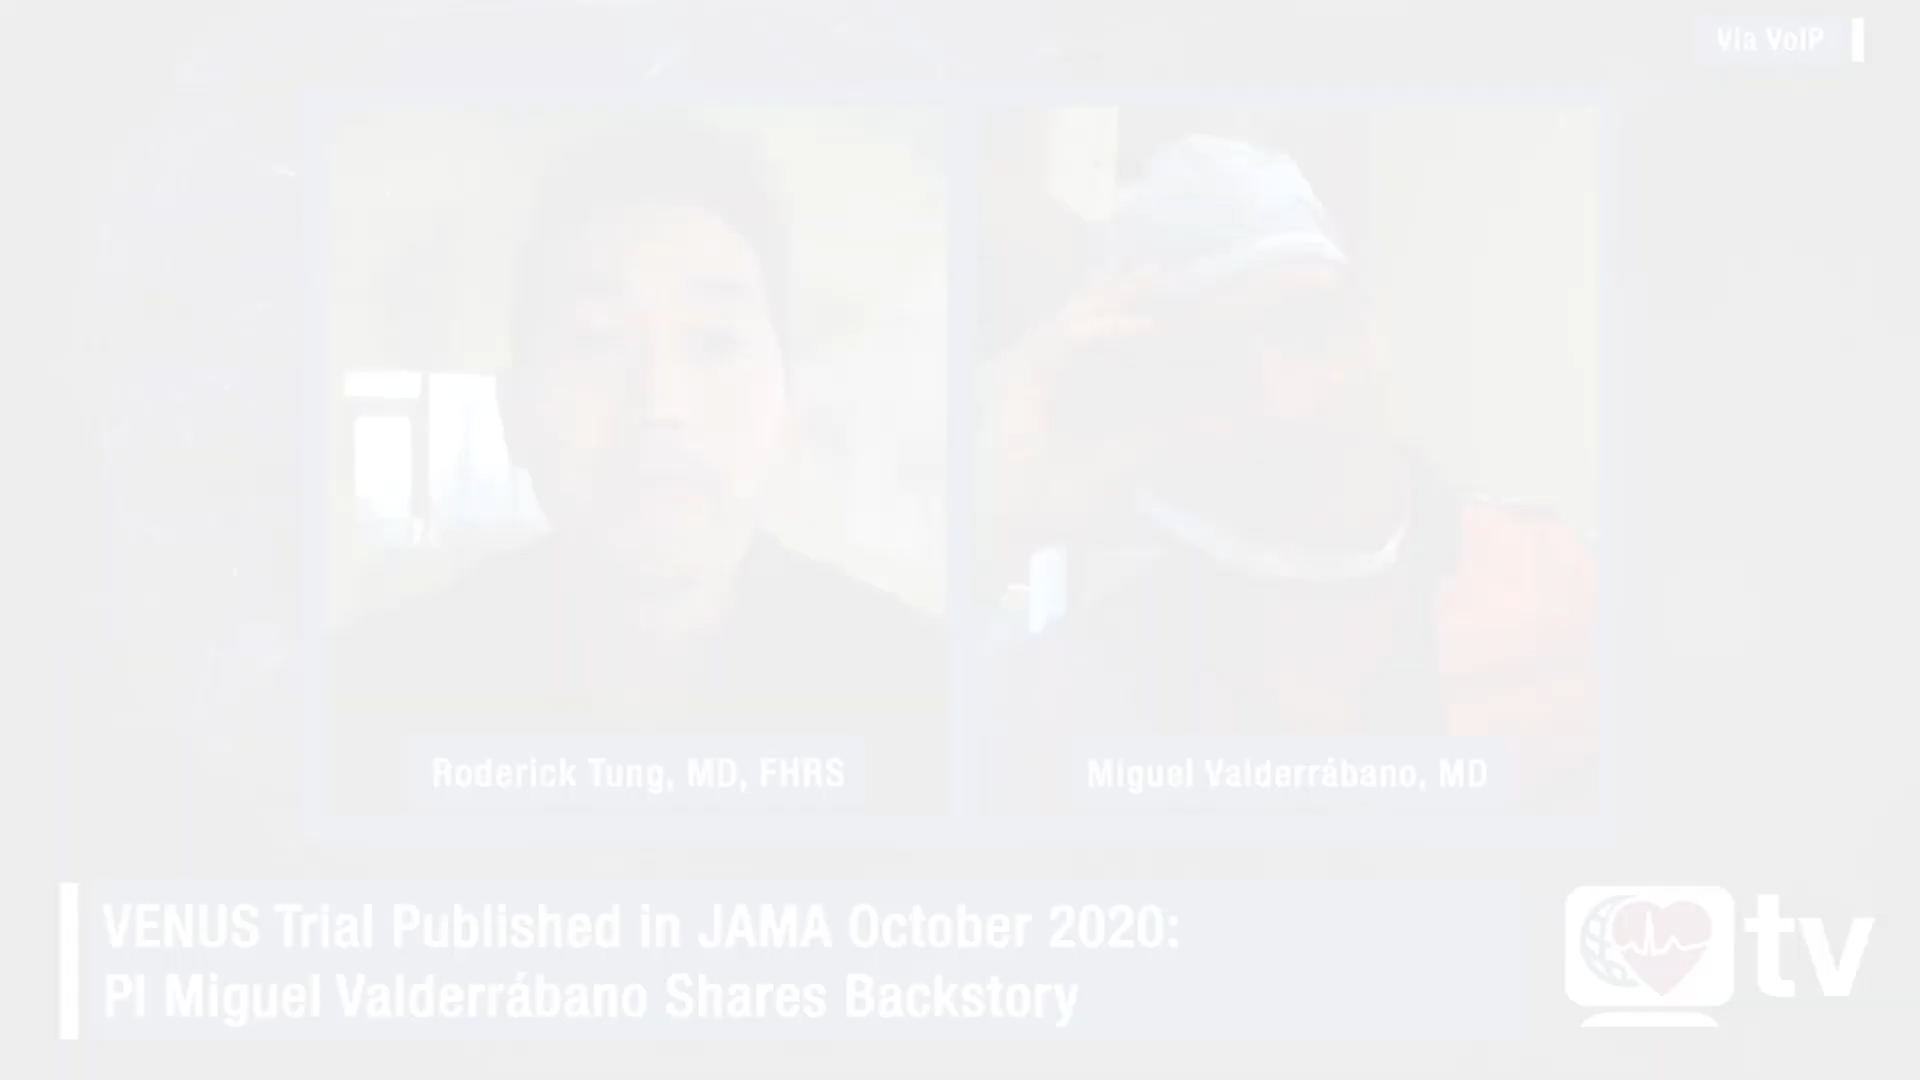 Via VoIP
Roderick Tung, MD, FHRS
Miguel Valderrábano, MD
VENUS Trial Published in JAMA October 2020:
PI Miguel Valderrábano Shares Backstory
tv